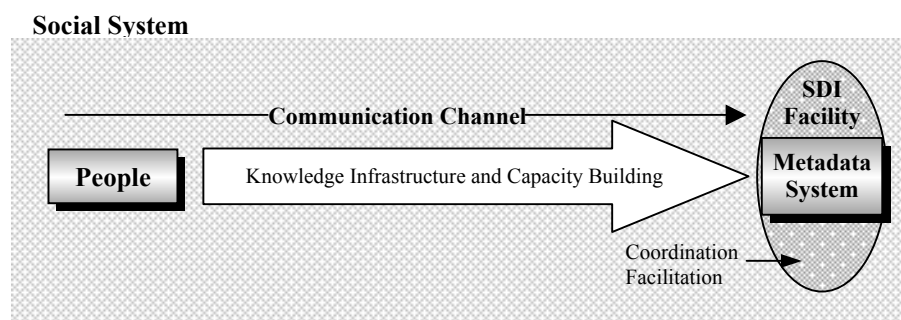 Social System
SDI
Facility
Communication Channel
People
Knowledge Infrastructure and Capacity Building
Metadata
System
Coordination
Facilitation